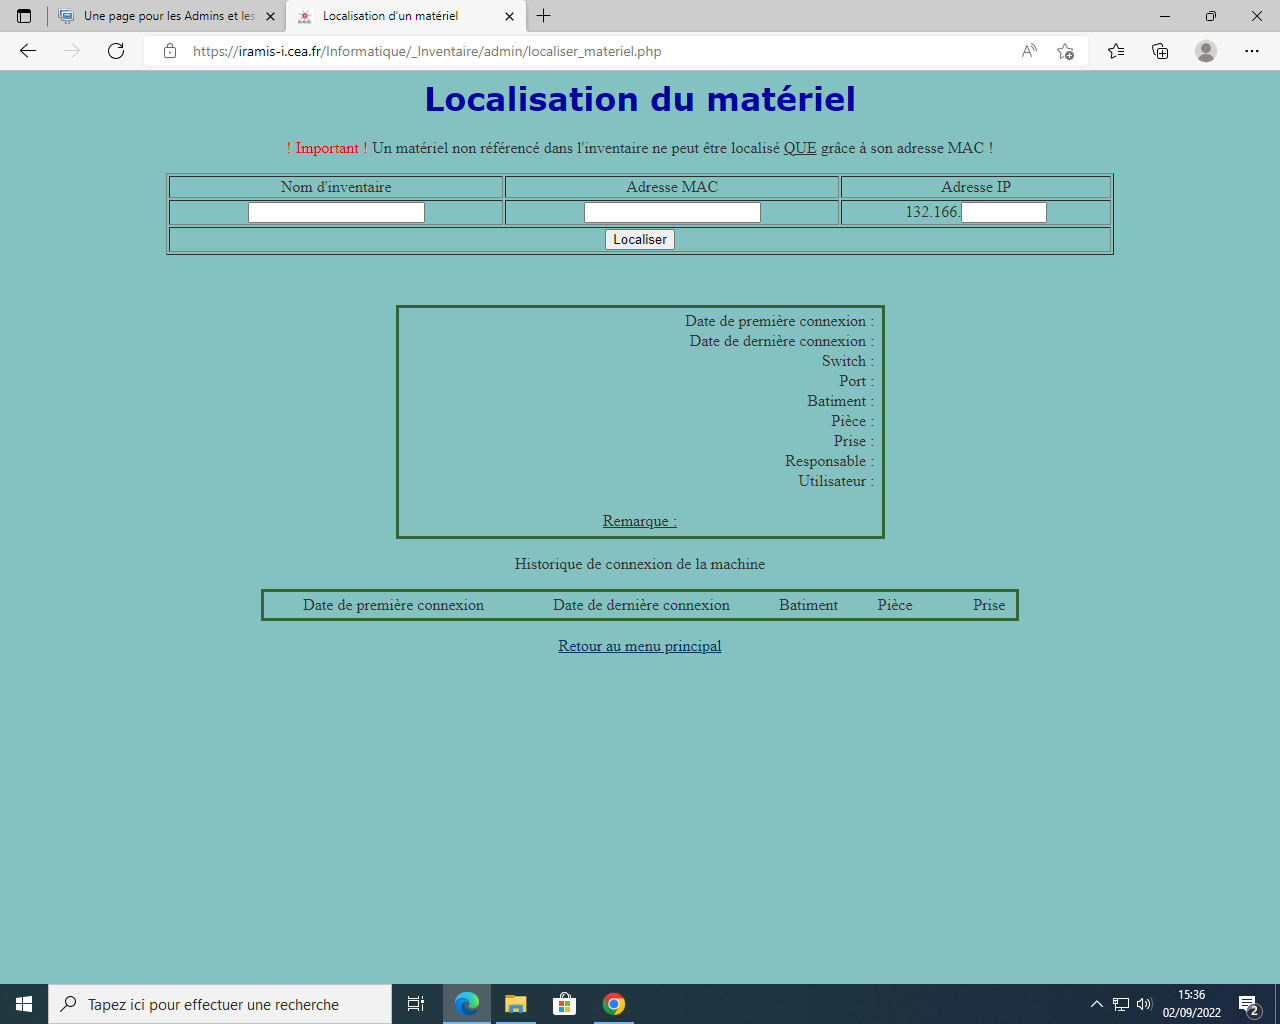 Une page pour les Admins et les
Localisation d'un matériel
https://iramis-i.cea.fr/Informatique/_Inventaire/admin/localiser_materiel.php
Localisation du matériel
! Important ! Un matériel non référencé dans l'inventaire ne peut être localisé QUE grâce à son adresse MAC !
Nom d'inventaire Adresse MAC Adresse IP
132.166.
Localiser
Date de première connexion :
Date de dernière connexion :
Switch :
Port :
Batiment :
Pièce :
Prise :
Responsable :
Utilisateur :
Remarque :
Historique de connexion de la machine
Date de première connexion Date de dernière connexion Batiment Pièce Prise
Retour au menu principal
Tapez ici pour effectuer une recherche
15:36
02/09/2022
2